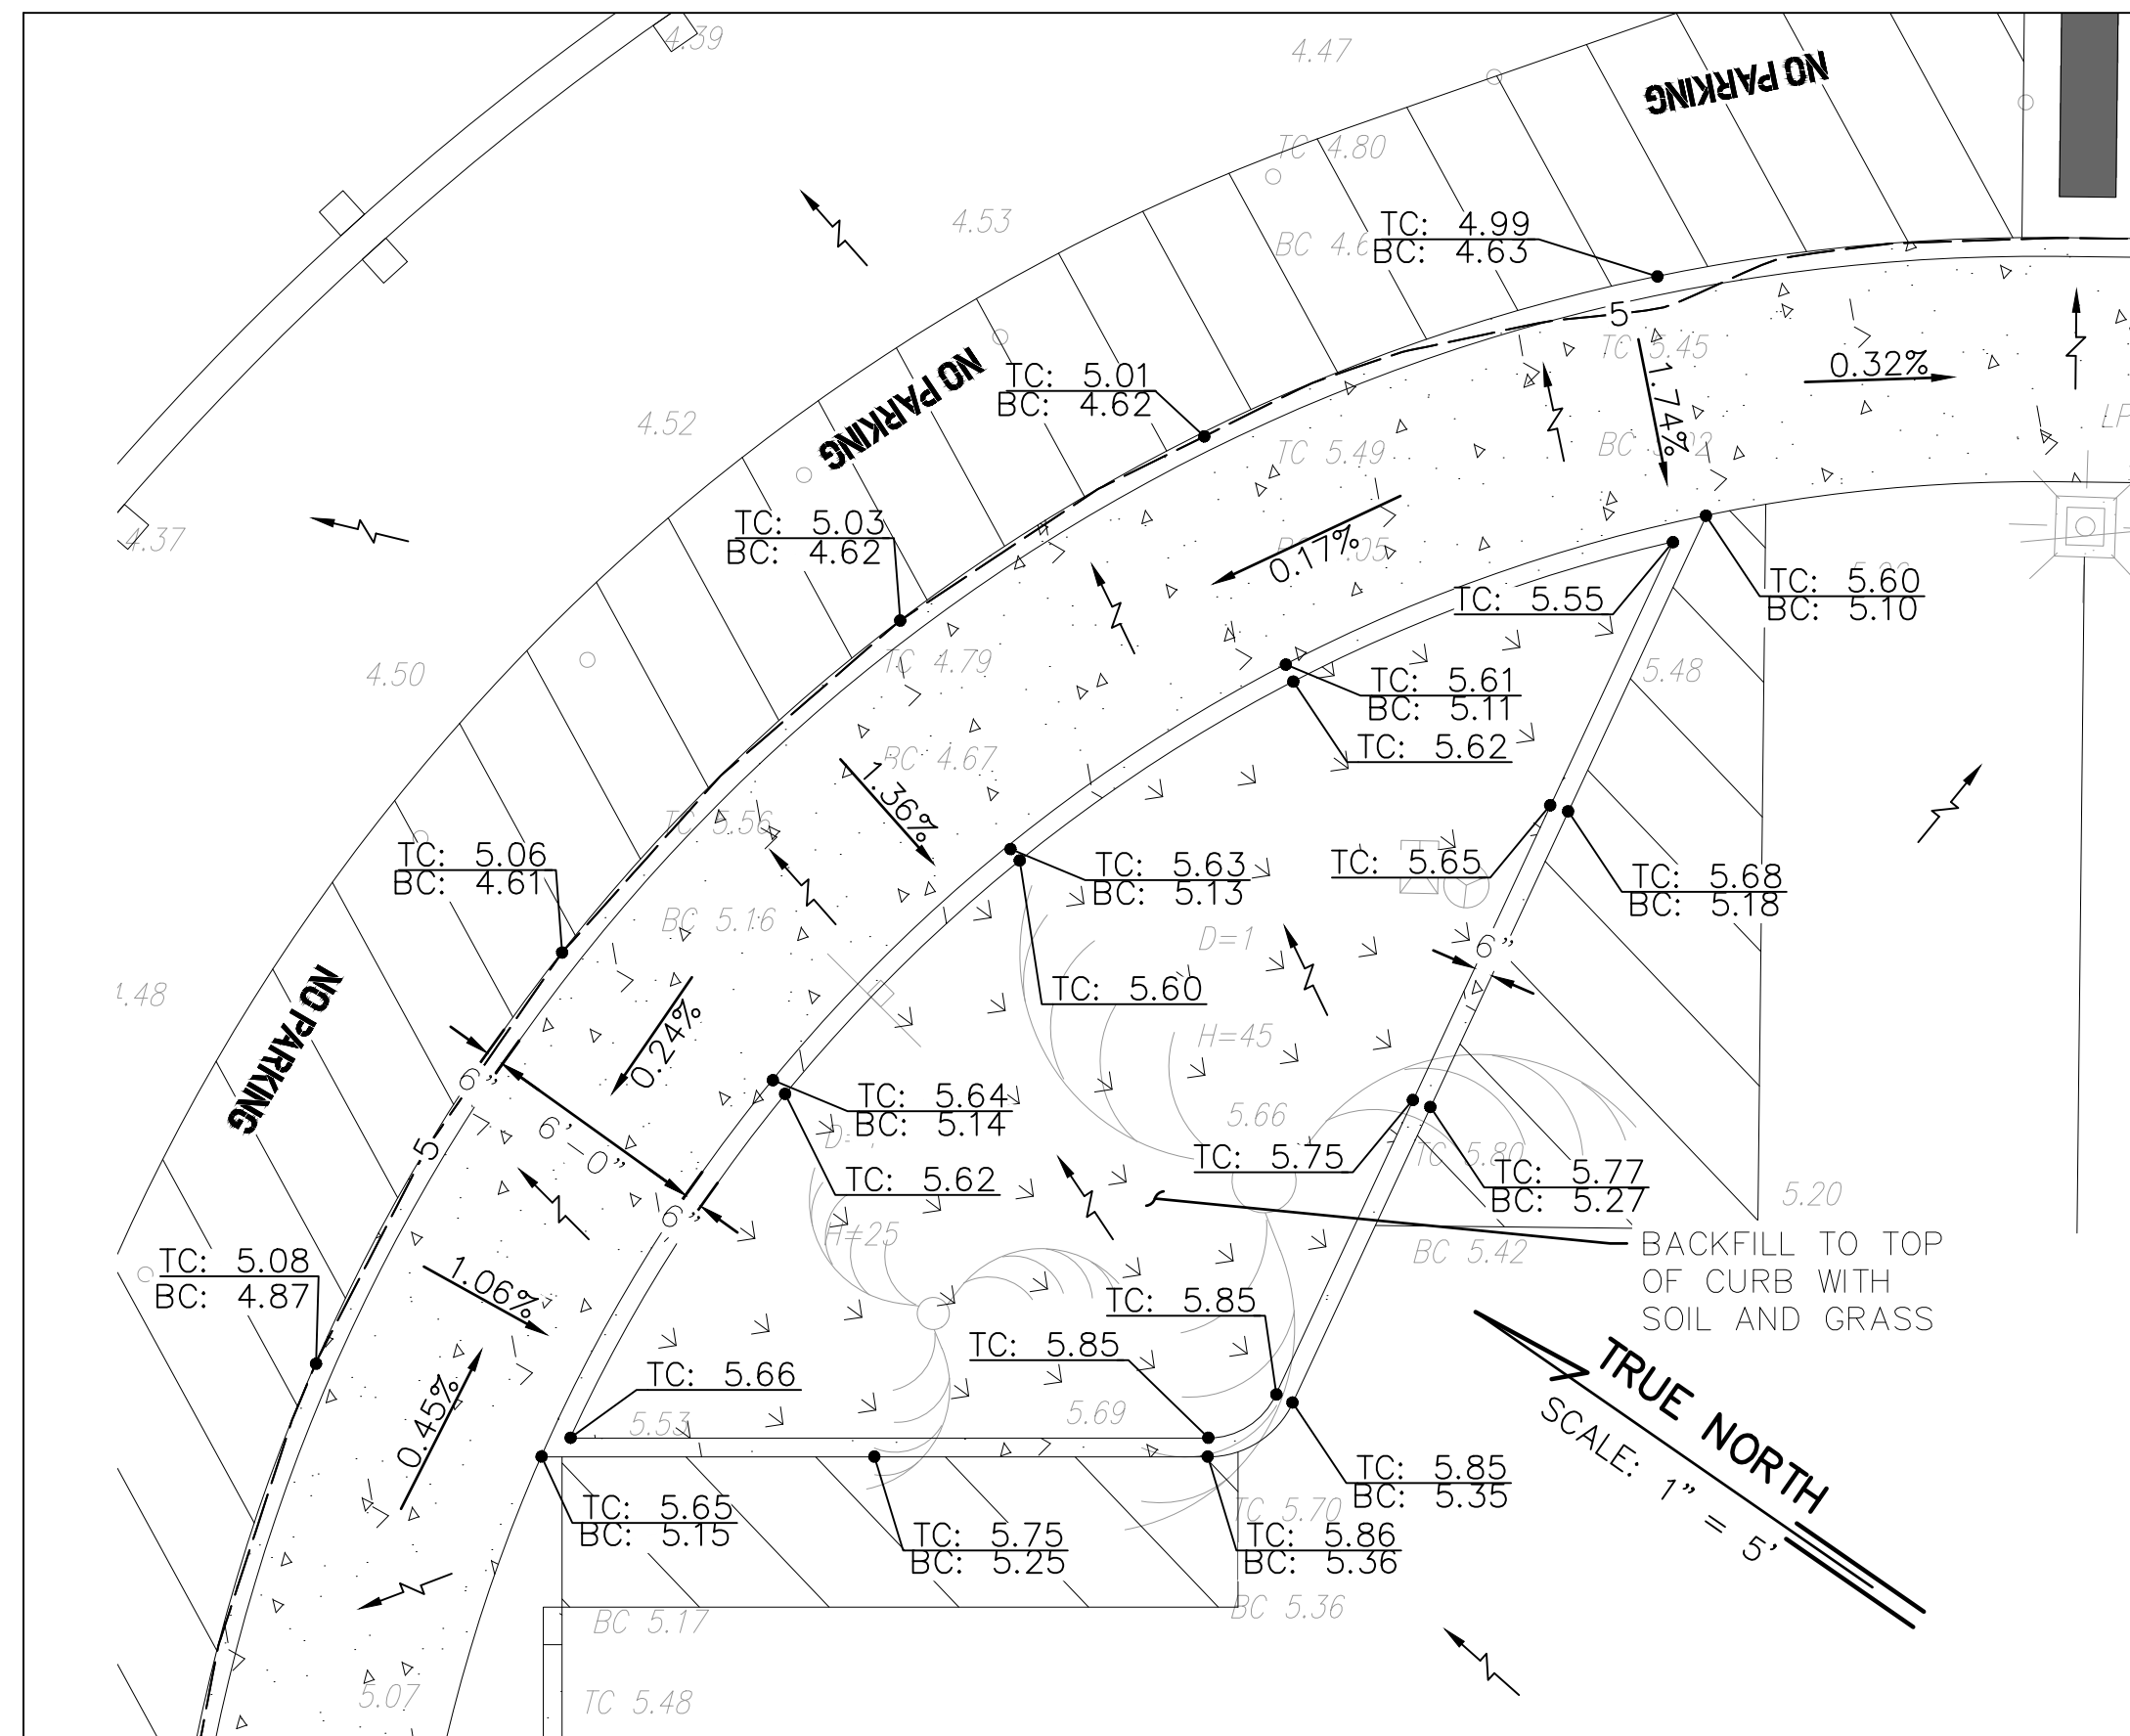 4.39
4.47
NO PARKING
TC 4.80
4.53
TC: 4.99
BC: 4.63
TC: 5.01
BC: 4.62
5
TC 5.45
0.32%
1.74%
4.52
NO PARKING
TC 5.49
LP
4.37
TC: 5.03
BC: 4.62
0.17%
TC: 5.55
TC: 5.60
BC: 5.10
4.50
TC 4.79
TC: 5.61
BC: 5.11
5.48
BC 4.67
TC: 5.62
1.36%
TC 5.56
TC: 5.06
BC: 4.61
TC: 5.63
BC: 5.13
TC: 5.65
TC: 5.68
BC: 5.18
BC 5.16
D=1
6"
NO PARKING
TC: 5.60
0.24%
H=45
6"
6'-0"
TC: 5.64
BC: 5.14
5.66
5
TC: 5.75
TC 5.80
TC: 5.77
BC: 5.27
TC: 5.62
6"
H=25
5.20
BC 5.42
BACKFILL TO TOP
OF CURB WITH
SOIL AND GRASS
TC: 5.08
BC: 4.87
1.06%
TC: 5.85
TC: 5.85
TC: 5.66
5.53
5.69
0.45%
TRUE NORTH
SCALE: 1" = 5'
TC: 5.85
BC: 5.35
TC: 5.65
BC: 5.15
TC: 5.75
BC: 5.25
TC 5.70
TC: 5.86
BC: 5.36
BC 5.17
BC 5.36
5.07
TC 5.48
NO PARKING